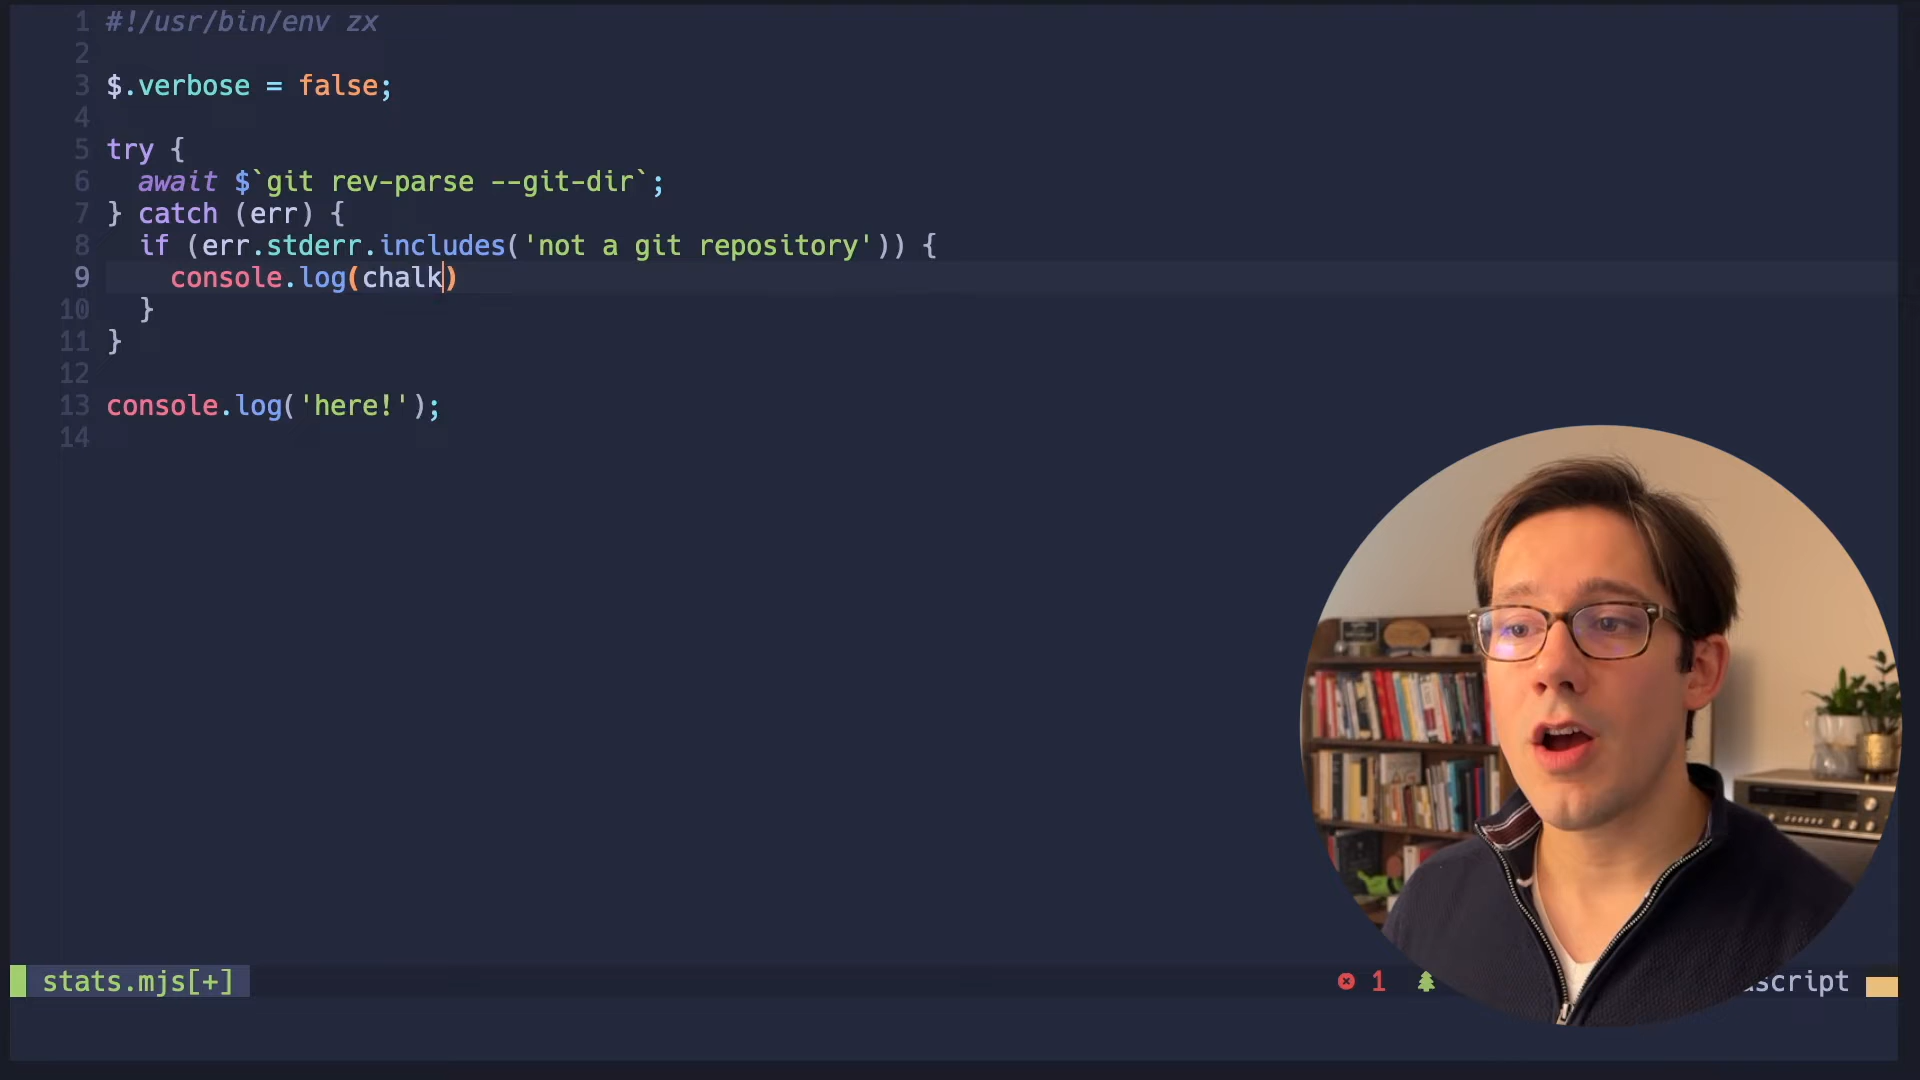 1 #!/usr/bin/env zx
2
3 $.verbose = false;
4
5 try {
6 await $`git rev-parse --git-dir`;
7 } catch (err) {
8 if (err.stderr.includes('not a git repository')) {
9 console.log(chalk)
10 }
11 }
12
13 console.log('here!');
14
stats.mjs[+] 1 script